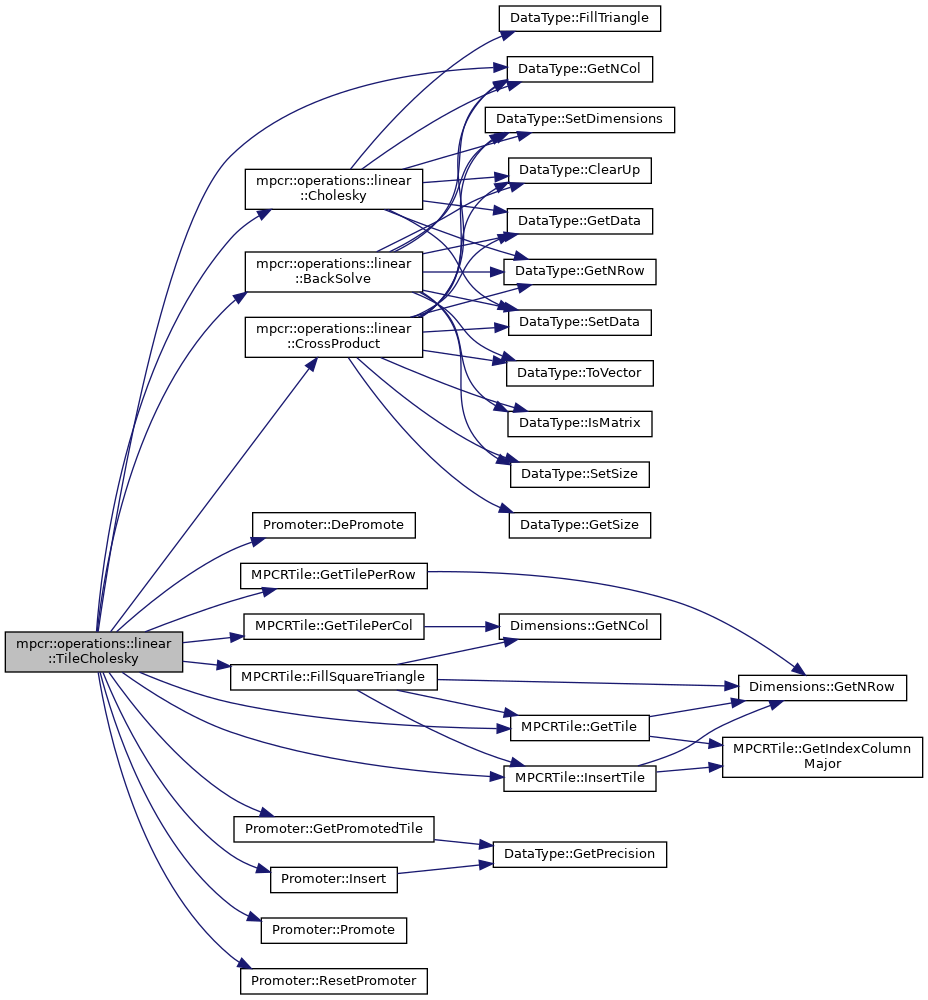 DataType::FillTriangle
DataType::GetNCol
DataType::SetDimensions
DataType::ClearUp
mpcr::operations::linear
::Cholesky
DataType::GetData
mpcr::operations::linear
::BackSolve
DataType::GetNRow
DataType::SetData
mpcr::operations::linear
::CrossProduct
DataType::ToVector
DataType::IsMatrix
DataType::SetSize
Promoter::DePromote
DataType::GetSize
MPCRTile::GetTilePerRow
MPCRTile::GetTilePerCol
Dimensions::GetNCol
mpcr::operations::linear
::TileCholesky
MPCRTile::FillSquareTriangle
Dimensions::GetNRow
MPCRTile::GetTile
MPCRTile::GetIndexColumn
Major
MPCRTile::InsertTile
Promoter::GetPromotedTile
DataType::GetPrecision
Promoter::Insert
Promoter::Promote
Promoter::ResetPromoter